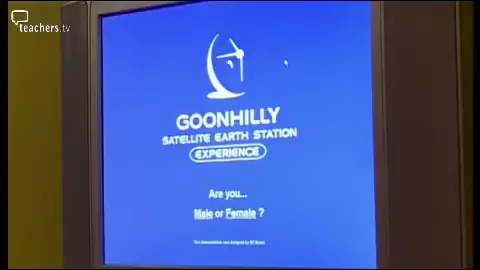 teachers.tv
GOONHILLY
SATELLITE EARTH STATION
EXPERIENCE
Are you...
Male or Female ?